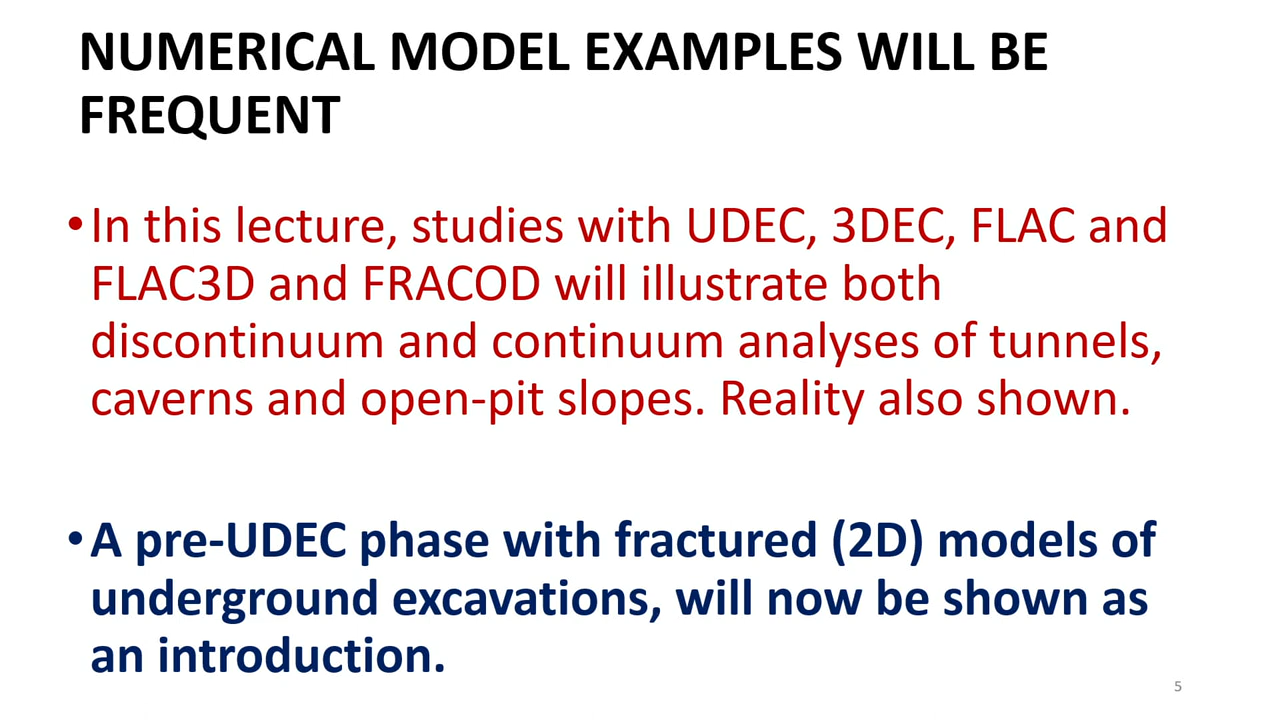 NUMERICAL MODEL EXAMPLES WILL BE
FREQUENT
•In this lecture, studies with UDEC, 3DEC, FLAC and
FLAC3D and FRACOD will illustrate both
discontinuum and continuum analyses of tunnels,
caverns and open-pit slopes. Reality also shown.
•A pre-UDEC phase with fractured (2D) models of
underground excavations, will now be shown as
an introduction.
5